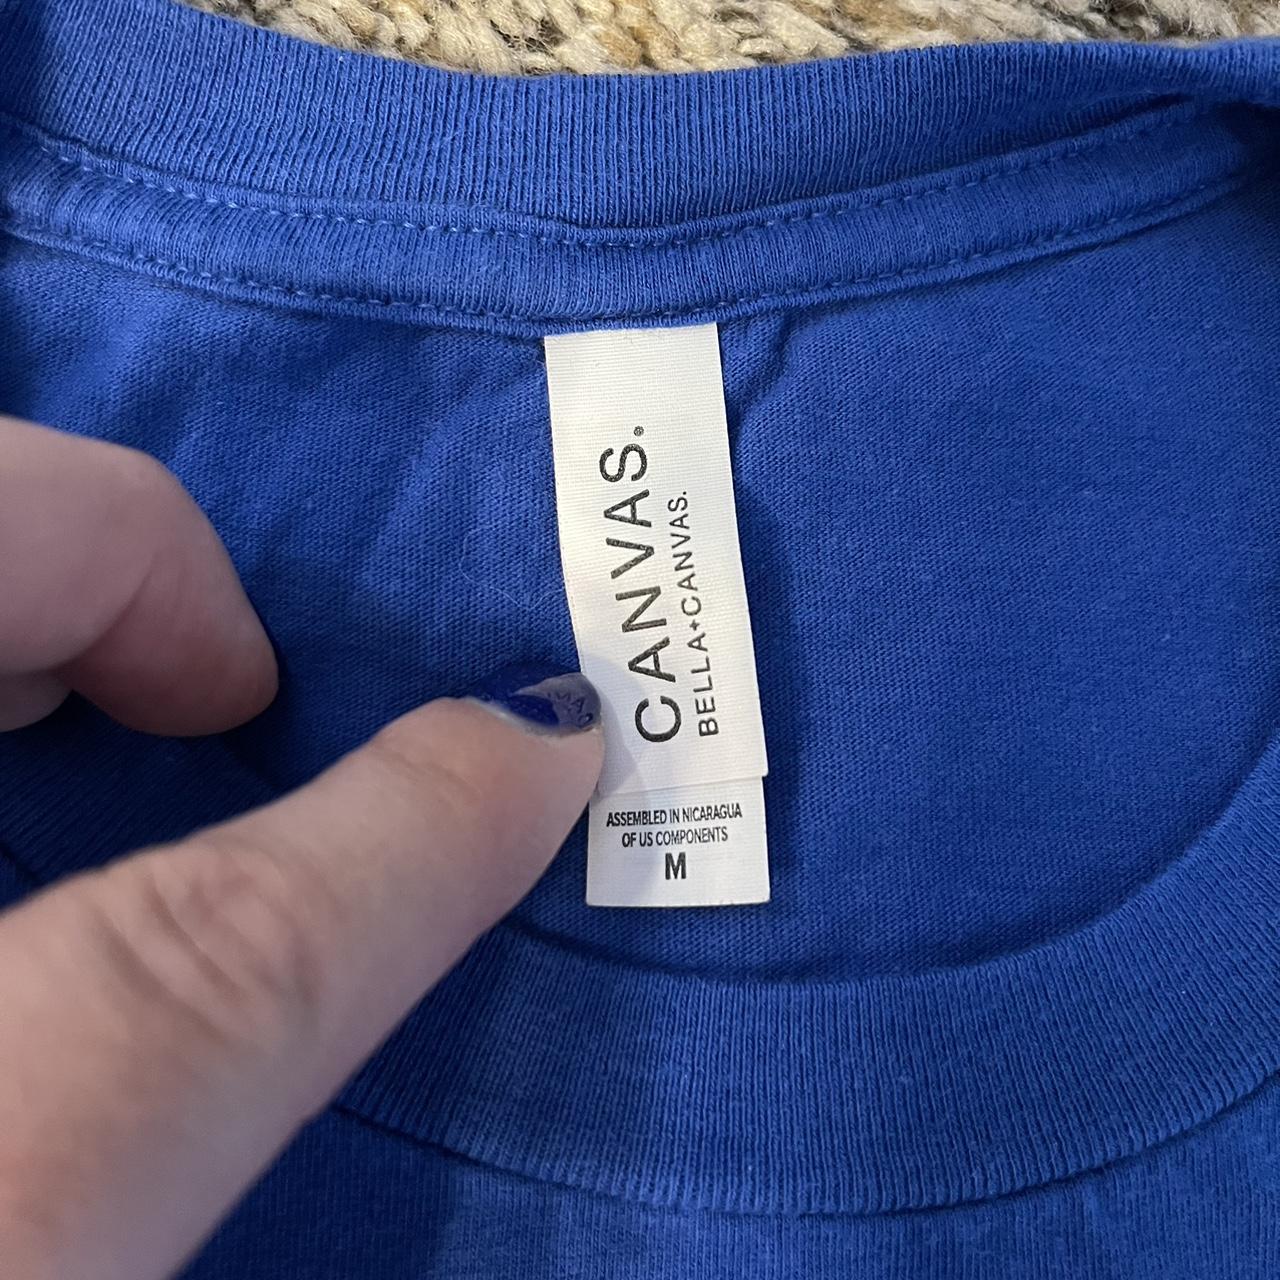 CANVAS.
BELLA+CANVAS.
ASSEMBLED IN NICARAGUA
OF US COMPONENTS
M